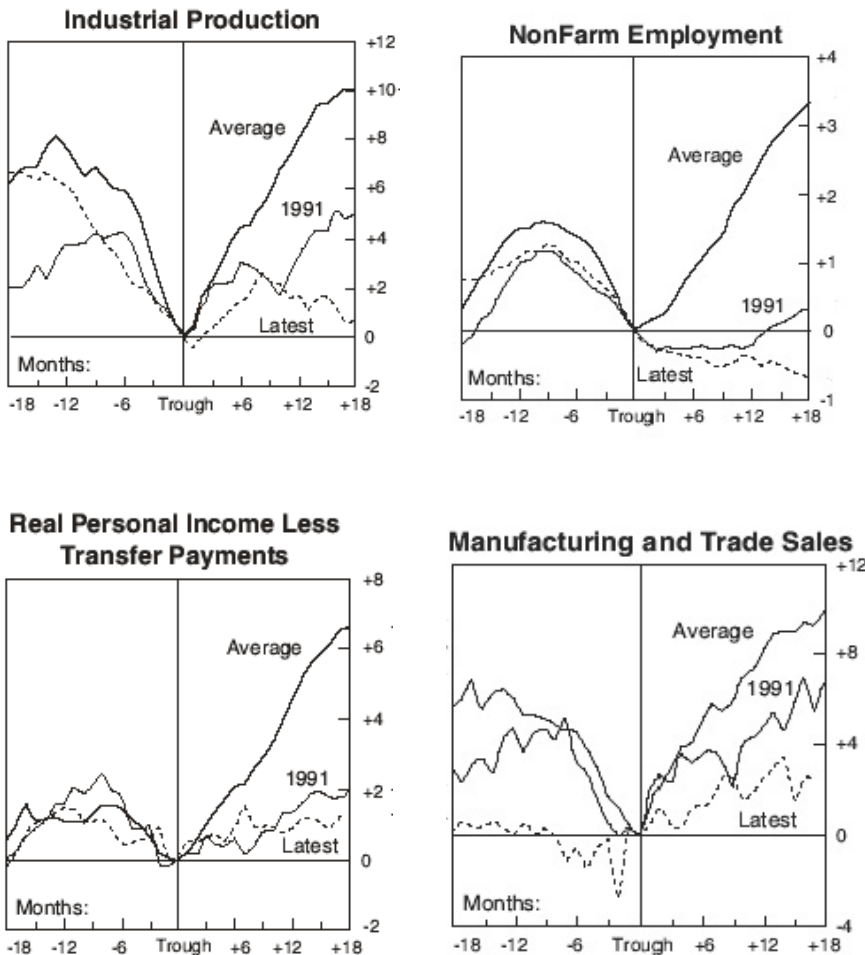 Industrial Production
+12
+10
+8
+6
+4
+2
0
-2
Average
1991
Latest
Months:
-18 -12 -6 Trough +6 +12 +18
NonFarm Employment
+4
+3
+2
+1
0
-1
Average
1991
Latest
Months:
-18 -12 -6 Trough +6 +12 +18
Real Personal Income Less
Transfer Payments
+8
+6
+4
+2
0
-2
Average
1991
Latest
Months:
-18 -12 -6 Trough +6 +12 +18
Manufacturing and Trade Sales
+12
+8
+4
0
-4
Average
1991
Latest
Months:
-18 -12 -6 Trough +6 +12 +18